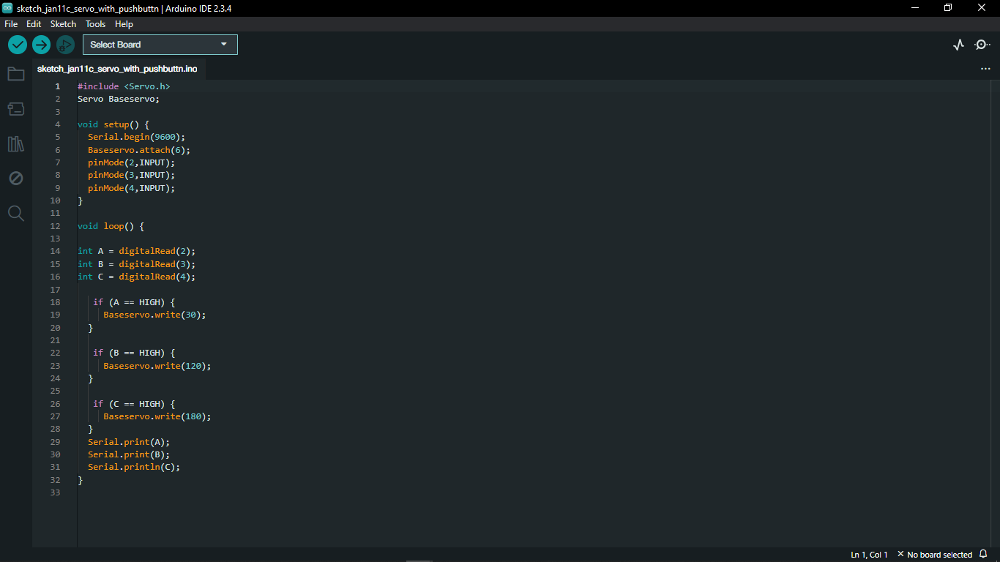 sketch_jan11c_servo_with_pushbuttn | Arduino IDE 2.3.4
File Edit Sketch Tools Help
Select Board
sketch_jan11c_servo_with_pushbuttn.ino
1 #include <Servo.h>
2 Servo Baseservo;
3
4 void setup() {
5 Serial.begin(9600);
6 Baseservo.attach(6);
7 pinMode(2,INPUT);
8 pinMode(3,INPUT);
9 pinMode(4,INPUT);
10 }
11
12 void loop() {
13
14 int A = digitalRead(2);
15 int B = digitalRead(3);
16 int C = digitalRead(4);
17
18 if (A == HIGH) {
19 Baseservo.write(30);
20 }
21
22 if (B == HIGH) {
23 Baseservo.write(120);
24 }
25
26 if (C == HIGH) {
27 Baseservo.write(180);
28 }
29 Serial.print(A);
30 Serial.print(B);
31 Serial.println(C);
32 }
33
Ln 1, Col 1 × No board selected